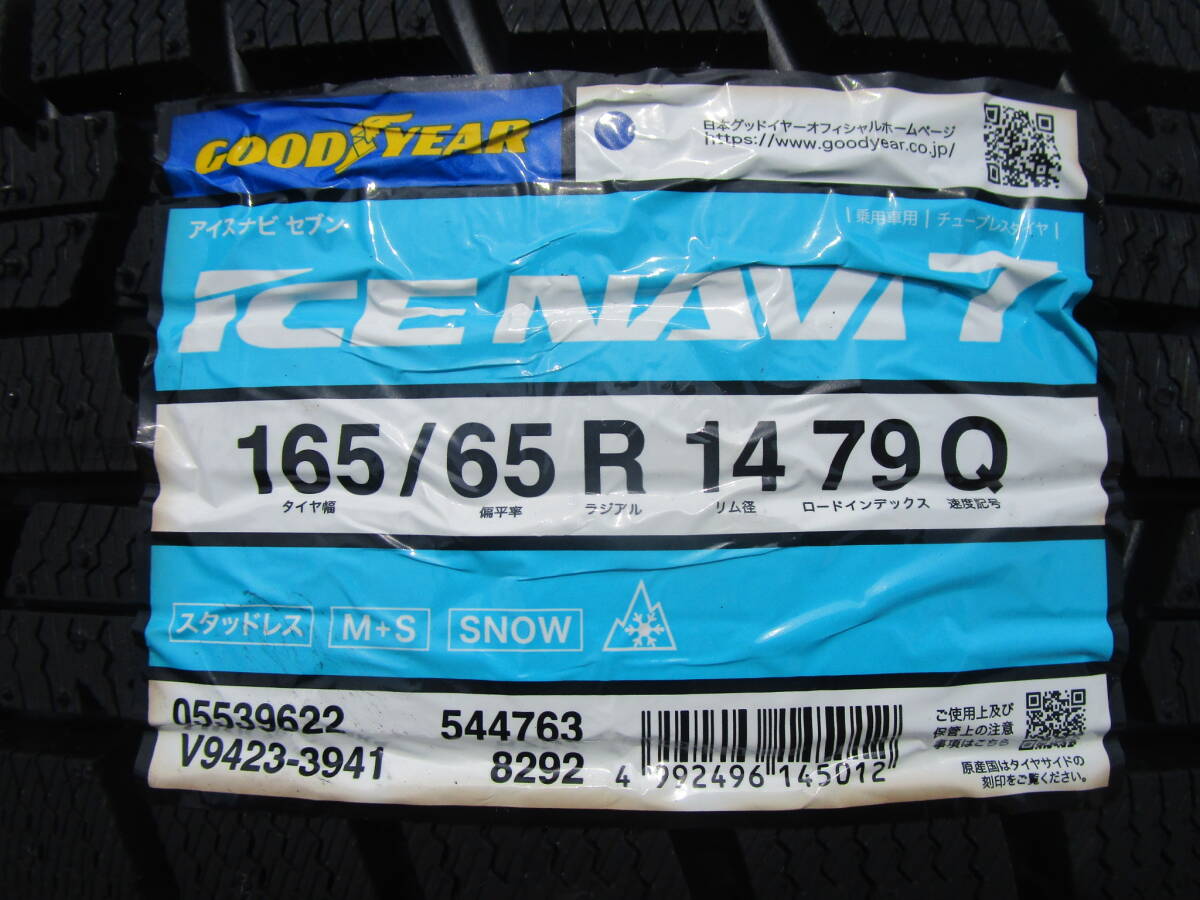 GOODYEAR
日本グッドイヤーオフィシャルホームページ
https://www.goodyear.co.jp/
アイスナビ セブン
| 乗用車用 | チューブレスタイヤ |
ICE NAVI 7
165 / 65 R 14 79 Q
タイヤ幅 偏平率 ラジアル リム径 ロードインデックス 速度記号
スタッドレス M+S SNOW
05539622 544763
V9423-3941 8292
4 992496 145012
ご使用上及び
保管上の注意
事項はこちら
原産国はタイヤサイドの
刻印をご覧ください。